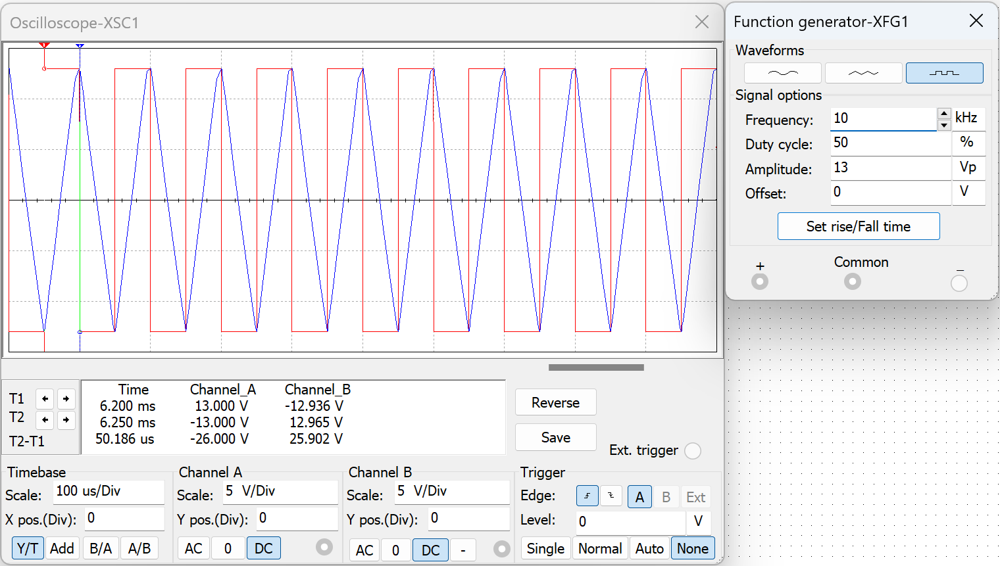 Oscilloscope-XSC1
1
2
Time Channel_A Channel_B
T1 6.200 ms 13.000 V -12.936 V
T2 6.250 ms -13.000 V 12.965 V
T2-T1 50.186 us -26.000 V 25.902 V
Reverse
Save
Ext. trigger
Timebase
Scale: 100 us/Div
X pos.(Div): 0
Y/T Add B/A A/B
Channel A
Scale: 5 V/Div
Y pos.(Div): 0
AC 0 DC
Channel B
Scale: 5 V/Div
Y pos.(Div): 0
AC 0 DC -
Trigger
Edge: A B Ext
Level: 0 V
Single Normal Auto None
Function generator-XFG1
Waveforms
Signal options
Frequency: 10 kHz
Duty cycle: 50 %
Amplitude: 13 Vp
Offset: 0 V
Set rise/Fall time
+ Common −